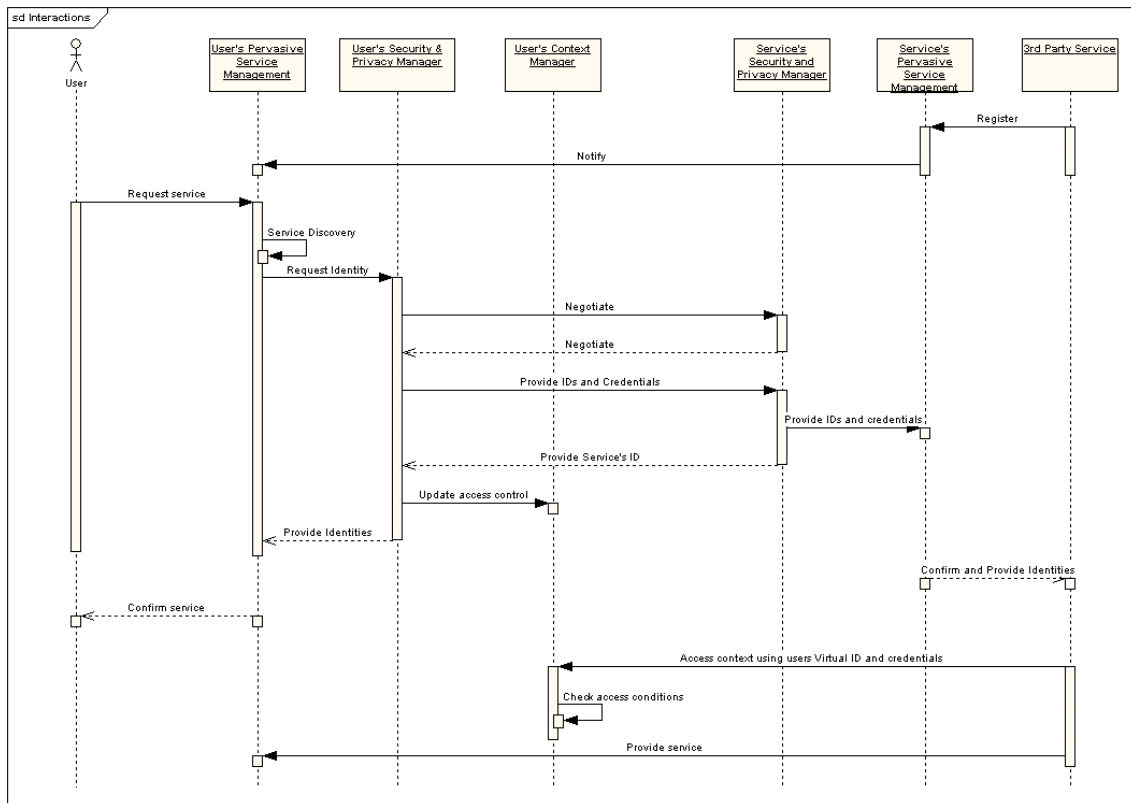 sd Interactions
User
User's Pervasive
Service
Management
User's Security &
Privacy Manager
User's Context
Manager
Service's
Security and
Privacy Manager
Service's
Pervasive
Service
Management
3rd Party Service
Register
Notify
Request service
Service Discovery
Request Identity
Negotiate
Negotiate
Provide IDs and Credentials
Provide IDs and credentials
Provide Service's ID
Update access control
Provide Identities
Confirm and Provide Identities
Confirm service
Access context using users Virtual ID and credentials
Check access conditions
Provide service